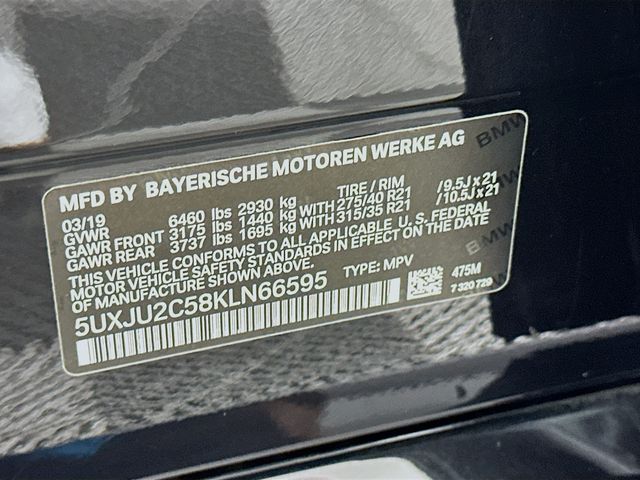 MFD BY BAYERISCHE MOTOREN WERKE AG
03/19 TIRE / RIM
GVWR 6460 lbs 2930 kg
GAWR FRONT 3175 lbs 1440 kg WITH 275/40 R21 /9.5J x 21
GAWR REAR 3737 lbs 1695 kg WITH 315/35 R21 /10.5J x 21
THIS VEHICLE CONFORMS TO ALL APPLICABLE U.S. FEDERAL
MOTOR VEHICLE SAFETY STANDARDS IN EFFECT ON THE DATE
OF MANUFACTURE SHOWN ABOVE.
5UXJU2C58KLN66595 TYPE: MPV
475M
7 320 729
BMW
BMW